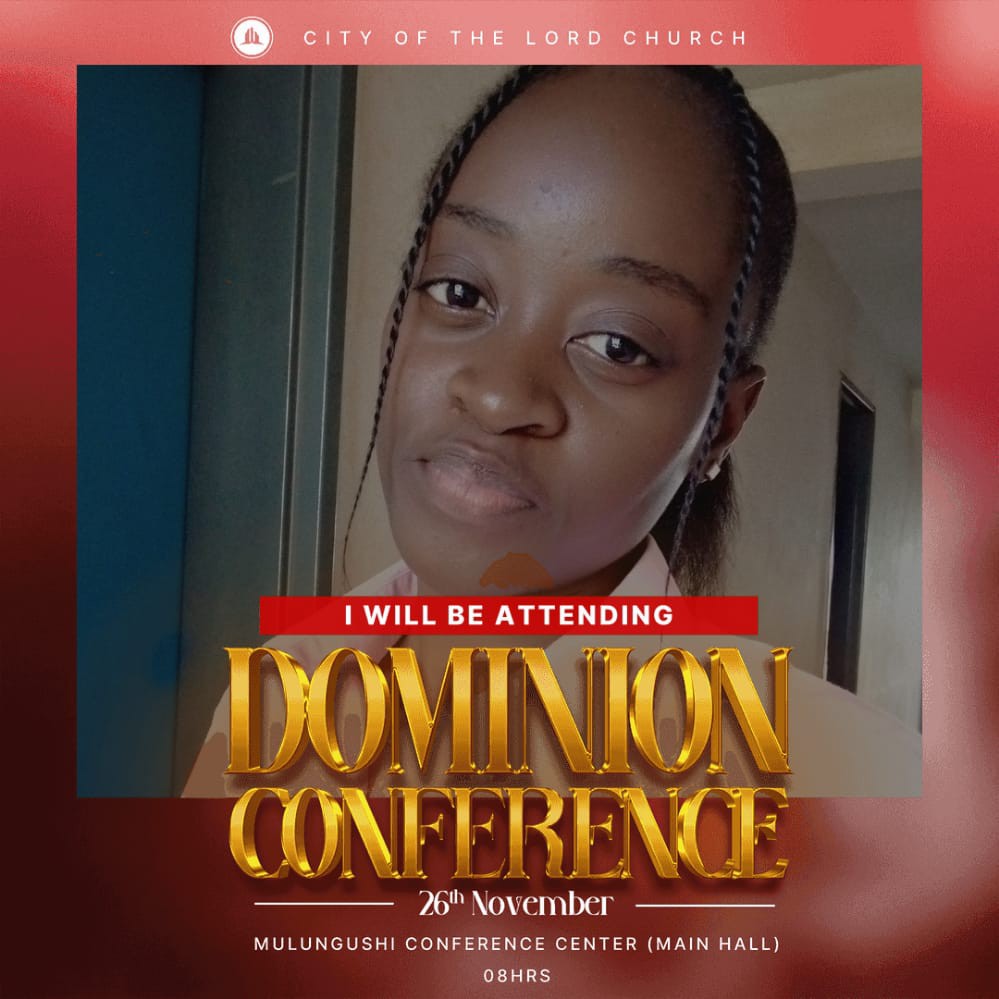 CITY OF THE LORD CHURCH
I WILL BE ATTENDING
DOMINION
CONFERENCE
26th November
MULUNGUSHI CONFERENCE CENTER (MAIN HALL)
08HRS